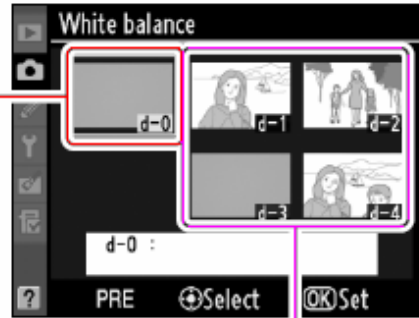 White balance
d-0
d-1
d-2
d-3
d-4
d-0 :
? PRE Select OK Set